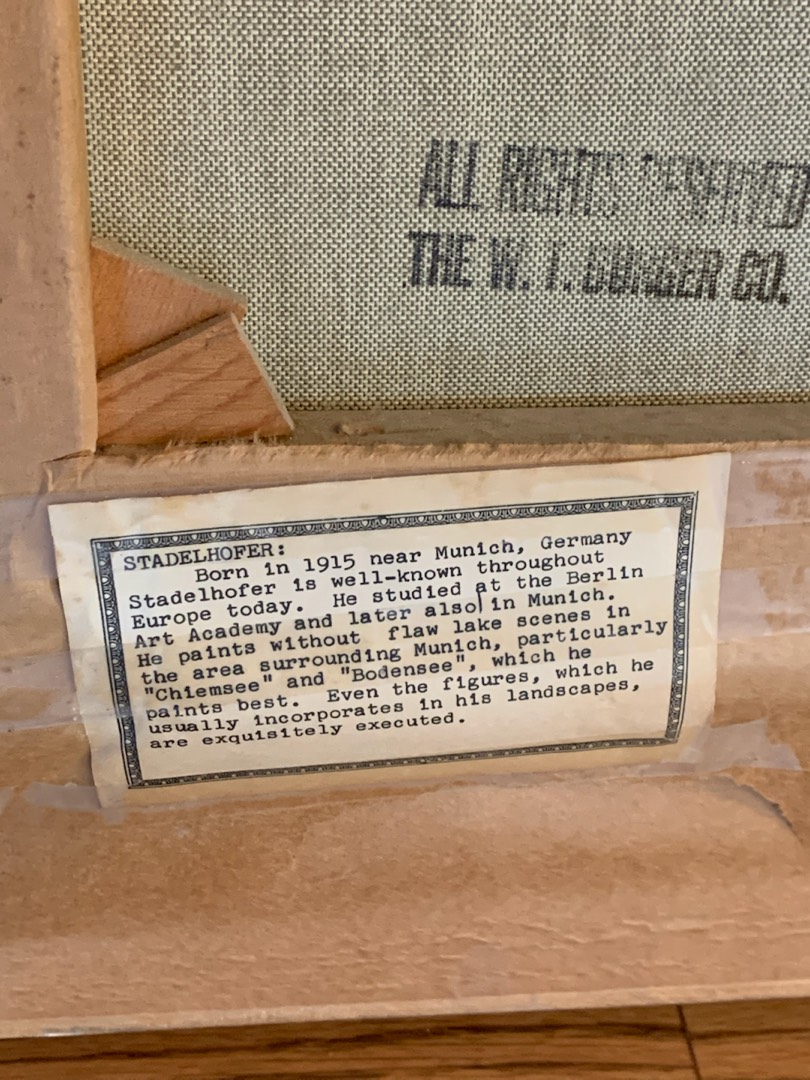 ALL RIGHTS RESERVED
THE W. T. BURGER CO.
STADELHOFER:
Born in 1915 near Munich, Germany
Stadelhofer is well-known throughout
Europe today. He studied at the Berlin
Art Academy and later also in Munich.
He paints without flaw lake scenes in
the area surrounding Munich, particularly
"Chiemsee" and "Bodensee", which he
paints best. Even the figures, which he
usually incorporates in his landscapes,
are exquisitely executed.